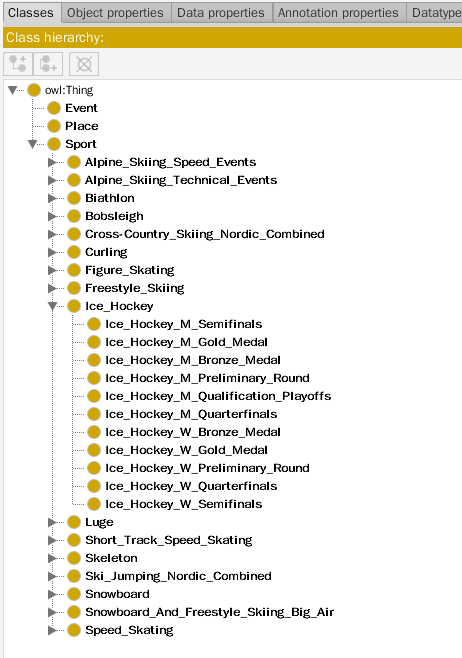 Classes Object properties Data properties Annotation properties Datatype
Class hierarchy:
owl:Thing
Event
Place
Sport
Alpine_Skiing_Speed_Events
Alpine_Skiing_Technical_Events
Biathlon
Bobsleigh
Cross-Country_Skiing_Nordic_Combined
Curling
Figure_Skating
Freestyle_Skiing
Ice_Hockey
Ice_Hockey_M_Semifinals
Ice_Hockey_M_Gold_Medal
Ice_Hockey_M_Bronze_Medal
Ice_Hockey_M_Preliminary_Round
Ice_Hockey_M_Qualification_Playoffs
Ice_Hockey_M_Quarterfinals
Ice_Hockey_W_Bronze_Medal
Ice_Hockey_W_Gold_Medal
Ice_Hockey_W_Preliminary_Round
Ice_Hockey_W_Quarterfinals
Ice_Hockey_W_Semifinals
Luge
Short_Track_Speed_Skating
Skeleton
Ski_Jumping_Nordic_Combined
Snowboard
Snowboard_And_Freestyle_Skiing_Big_Air
Speed_Skating